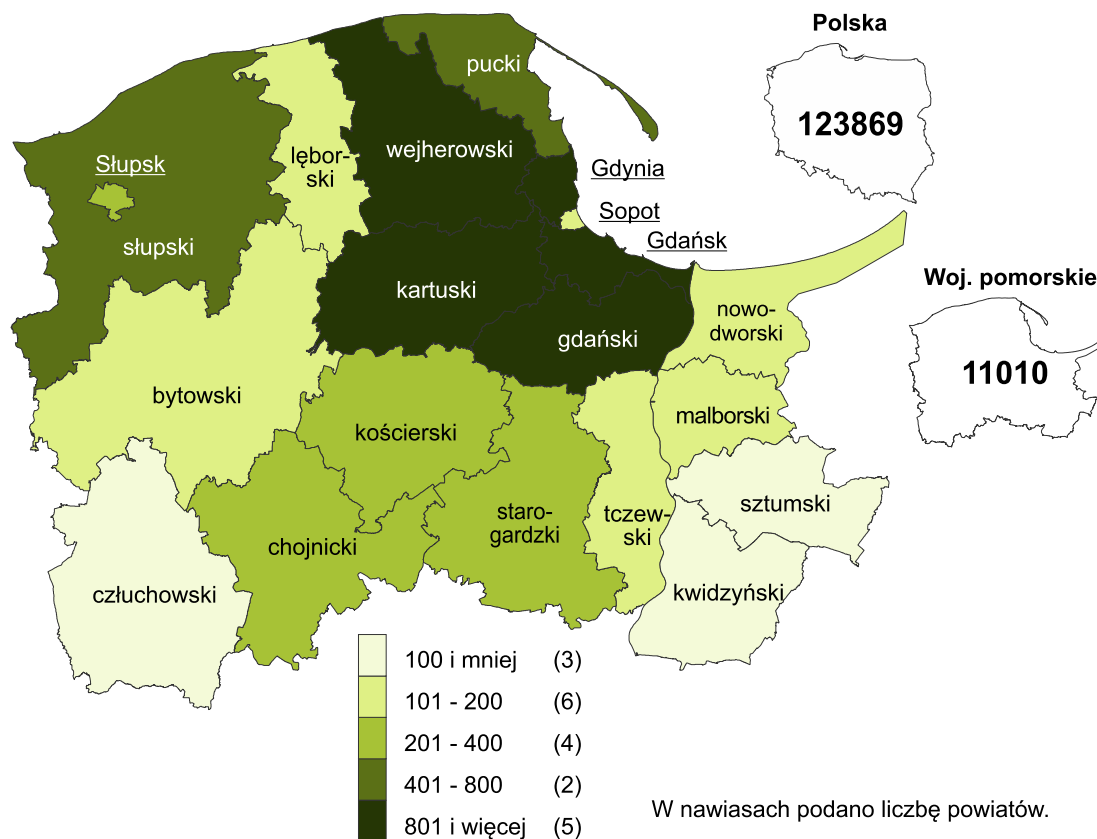 Polska
123869
pucki
wejherowski
lębor-
ski
Słupsk
słupski
Gdynia
Sopot
Gdańsk
kartuski
gdański
nowo-
dworski
Woj. pomorskie
11010
bytowski
kościerski
malborski
staro-
gardzki
tczew-
ski
sztumski
chojnicki
człuchowski
kwidzyński
100 i mniej (3)
101 - 200 (6)
201 - 400 (4)
401 - 800 (2)
801 i więcej (5)
W nawiasach podano liczbę powiatów.